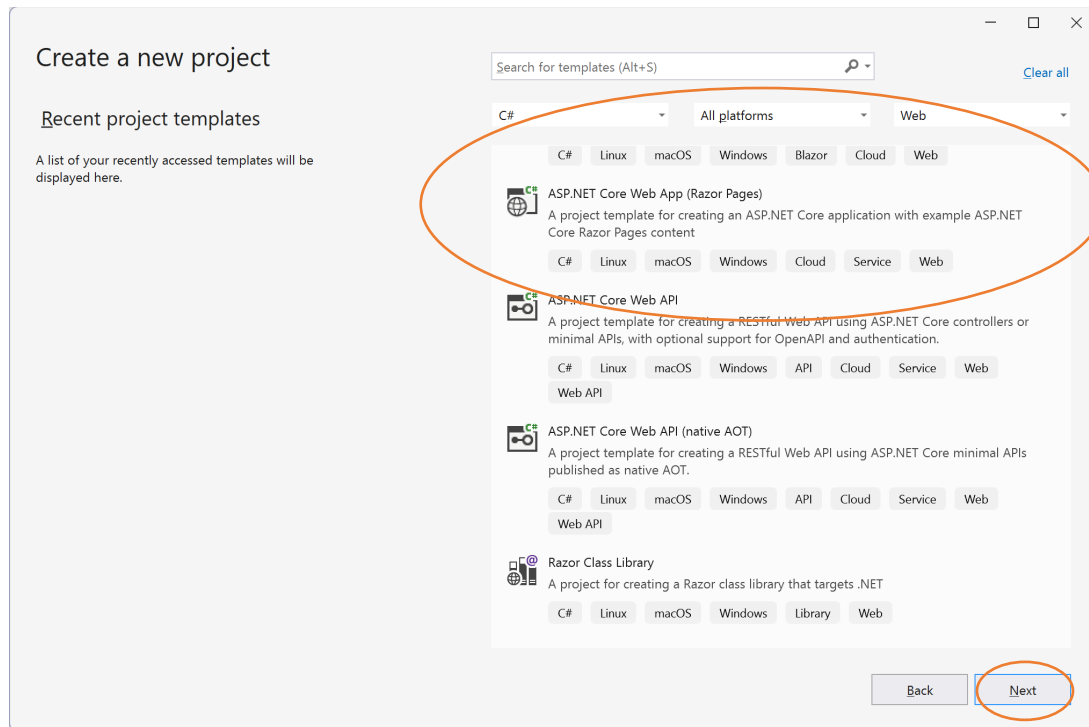 Create a new project
Search for templates (Alt+S)
Clear all
Recent project templates
A list of your recently accessed templates will be
displayed here.
C# All platforms Web
C# Linux macOS Windows Blazor Cloud Web
C#
ASP.NET Core Web App (Razor Pages)
A project template for creating an ASP.NET Core application with example ASP.NET
Core Razor Pages content
C# Linux macOS Windows Cloud Service Web
C#
ASP.NET Core Web API
A project template for creating a RESTful Web API using ASP.NET Core controllers or
minimal APIs, with optional support for OpenAPI and authentication.
C# Linux macOS Windows API Cloud Service Web
Web API
C#
ASP.NET Core Web API (native AOT)
A project template for creating a RESTful Web API using ASP.NET Core minimal APIs
published as native AOT.
C# Linux macOS Windows API Cloud Service Web
Web API
@
Razor Class Library
A project for creating a Razor class library that targets .NET
C# Linux macOS Windows Library Web
Back Next